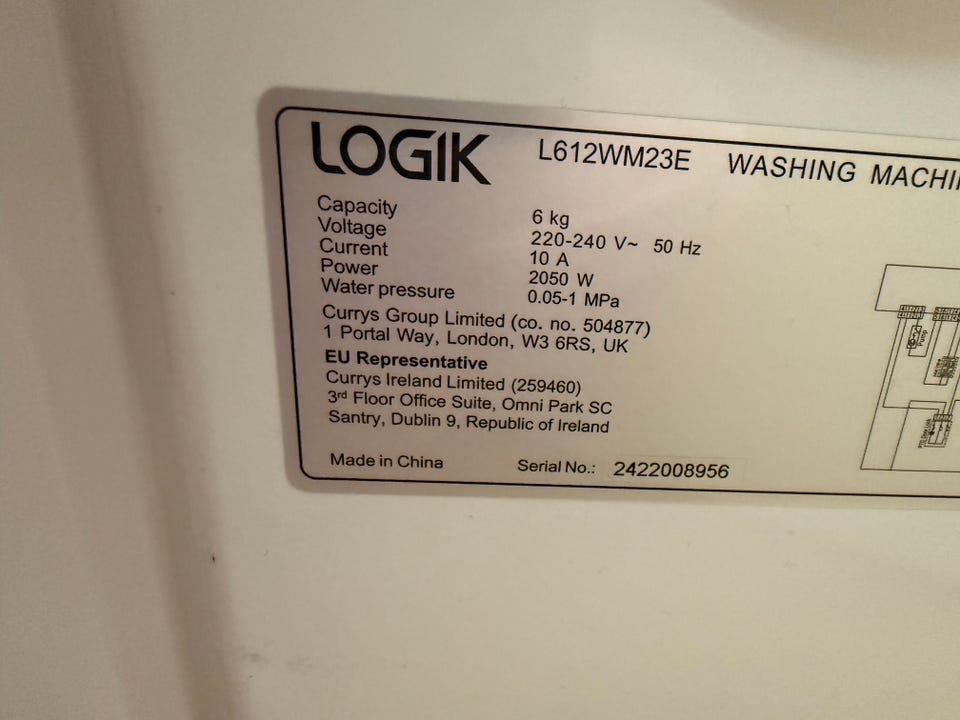 LOGIK L612WM23E WASHING
Capacity 6 kg
Voltage 220-240 V~ 50 Hz
Current 10 A
Power 2050 W
Water pressure 0.05-1 MPa
Currys Group Limited (co. no. 504877)
1 Portal Way, London, W3 6RS, UK
EU Representative
Currys Ireland Limited (259460)
3rd Floor Office Suite, Omni Park SC
Santry, Dublin 9, Republic of Ireland
Made in China Serial No.: 2422008956
Pump